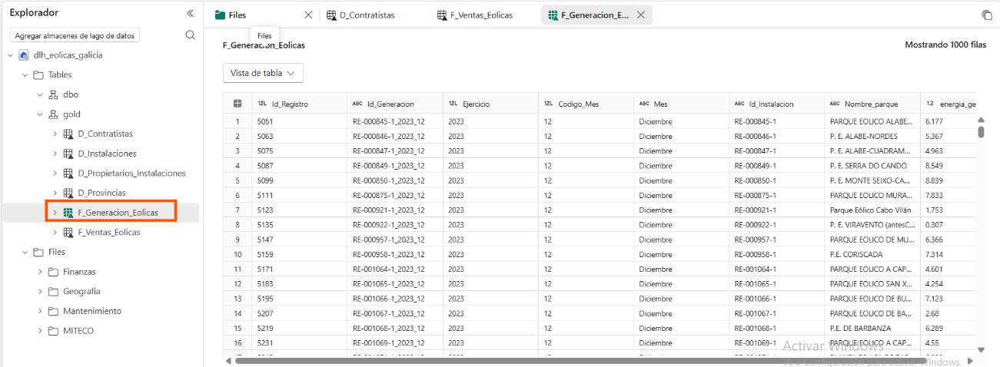 Explorador
Agregar almacenes de lago de datos
dlh_eolicas_galicia
Tables
dbo
gold
D_Contratistas
D_Instalaciones
D_Propietarios_Instalaciones
D_Provincias
F_Generacion_Eolicas
F_Ventas_Eolicas
Files
Finanzas
Geografia
Mantenimiento
MITECO
Files D_Contratistas F_Ventas_Eolicas F_Generacion_E...
Files
F_Generacion_Eolicas Mostrando 1000 filas
Vista de tabla
12L Id_Registro ABC Id_Generacion 12L Ejercicio 12L Codigo_Mes ABC Mes ABC Id_Instalacion ABC Nombre_parque 1.2 energia_ge
1 5051 RE-000845-1_2023_12 2023 12 Diciembre RE-000845-1 PARQUE EOLICO ALABE... 6.177
2 5063 RE-000846-1_2023_12 2023 12 Diciembre RE-000846-1 P. E. ALABE-NORDES 5.367
3 5075 RE-000847-1_2023_12 2023 12 Diciembre RE-000847-1 P. E. ALABE-CUADRAM... 4.963
4 5087 RE-000849-1_2023_12 2023 12 Diciembre RE-000849-1 P. E. SERRA DO CANDO 8.549
5 5099 RE-000850-1_2023_12 2023 12 Diciembre RE-000850-1 P. E. MONTE SEIXO-CA... 8.839
6 5111 RE-000875-1_2023_12 2023 12 Diciembre RE-000875-1 PARQUE EOLICO MURA... 7.833
7 5123 RE-000921-1_2023_12 2023 12 Diciembre RE-000921-1 Parque Eólico Cabo Vilán 1.753
8 5135 RE-000922-1_2023_12 2023 12 Diciembre RE-000922-1 P. E. VIRAVENTO (antesC... 0.307
9 5147 RE-000957-1_2023_12 2023 12 Diciembre RE-000957-1 PARQUE EOLICO DE MU... 6.366
10 5159 RE-000958-1_2023_12 2023 12 Diciembre RE-000958-1 P.E. CORISCADA 7.314
11 5171 RE-001064-1_2023_12 2023 12 Diciembre RE-001064-1 PARQUE EOLICO A CAP... 4.601
12 5183 RE-001065-1_2023_12 2023 12 Diciembre RE-001065-1 PARQUE EOLICO SAN X... 4.254
13 5195 RE-001066-1_2023_12 2023 12 Diciembre RE-001066-1 PARQUE EOLICO DE BU... 7.123
14 5207 RE-001067-1_2023_12 2023 12 Diciembre RE-001067-1 PARQUE EOLICO DE BA... 2.68
15 5219 RE-001068-1_2023_12 2023 12 Diciembre RE-001068-1 P.E. DE BARBANZA 6.289
16 5231 RE-001069-1_2023_12 2023 12 Diciembre RE-001069-1 PARQUE EOLICO A CAP... 4.55
Activar Windows
Ve a Configuración para activar Windows.